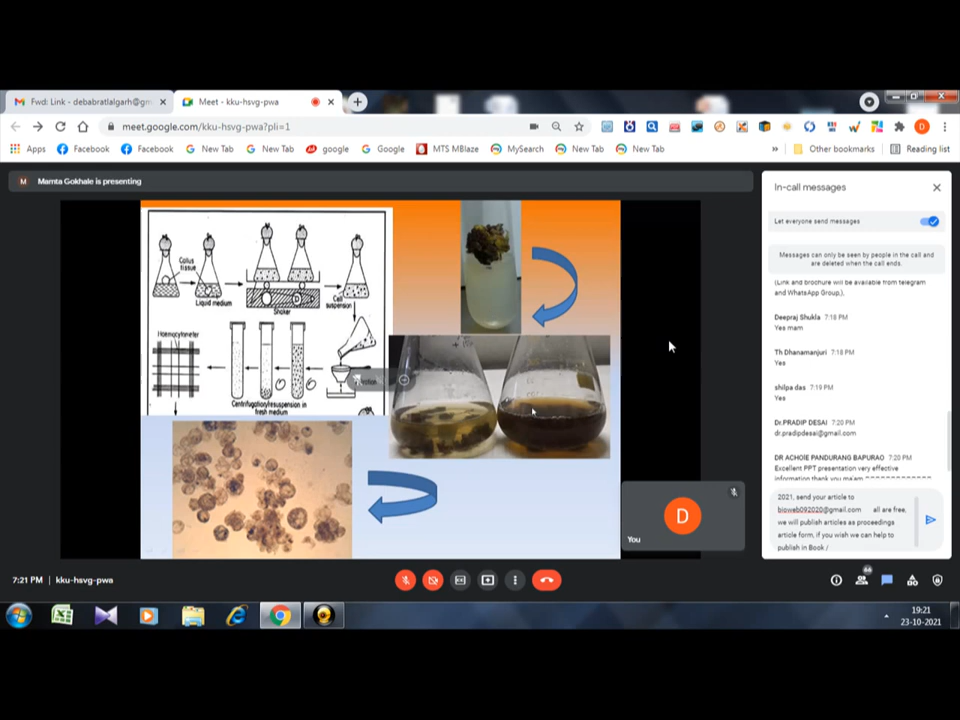 Fwd: Link - debabratlalgarh@gm
Meet - kku-hsvg-pwa
meet.google.com/kku-hsvg-pwa?pli=1
D
Apps
Facebook
Facebook
New Tab
New Tab
google
Google
MTS MBlaze
MySearch
New Tab
New Tab
»
Other bookmarks
Reading list
M
Mamta Gokhale is presenting
Callus
tissue
Liquid medium
Shaker
Cell
suspension
Haemocytometer
Centrifugation/resuspension in
fresh medium
D
You
In-call messages
Let everyone send messages
Messages can only be seen by people in the call and
are deleted when the call ends.
(Link and brochure will be available from telegram
and WhatsApp Group,),
Deepraj Shukla 7:18 PM
Yes mam
Th Dhanamanjuri 7:18 PM
Yes
shilpa das 7:19 PM
Yes
Dr.PRADIP DESAI 7:20 PM
dr.pradipdesai@gmail.com
DR ACHOlE PANDURANG BAPURAO 7:20 PM
Excellent PPT presentation very effective
information thank you ma,am
2021, send your article to
bioweb092020@gmail.com all are free,
we will publish articles as proceedings
article form, if you wish we can help to
publish in Book /
7:21 PM | kku-hsvg-pwa
44
19:21
23-10-2021